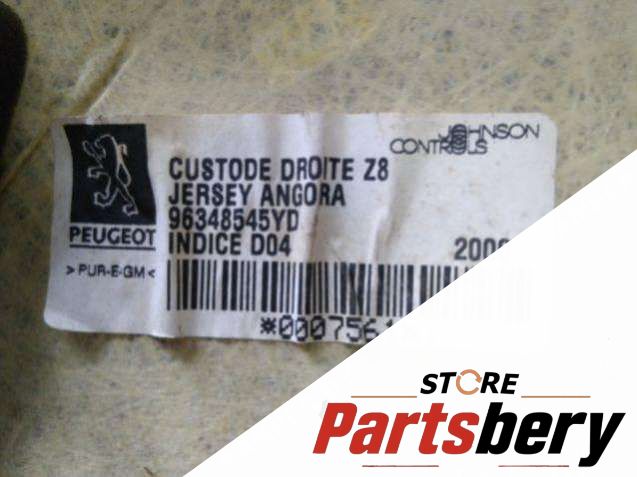 JOHNSON
CONTROLS
CUSTODE DROITE Z8
JERSEY ANGORA
96348545YD
INDICE D04
PEUGEOT
>PUR-E-GM<
STORE
Partsbery